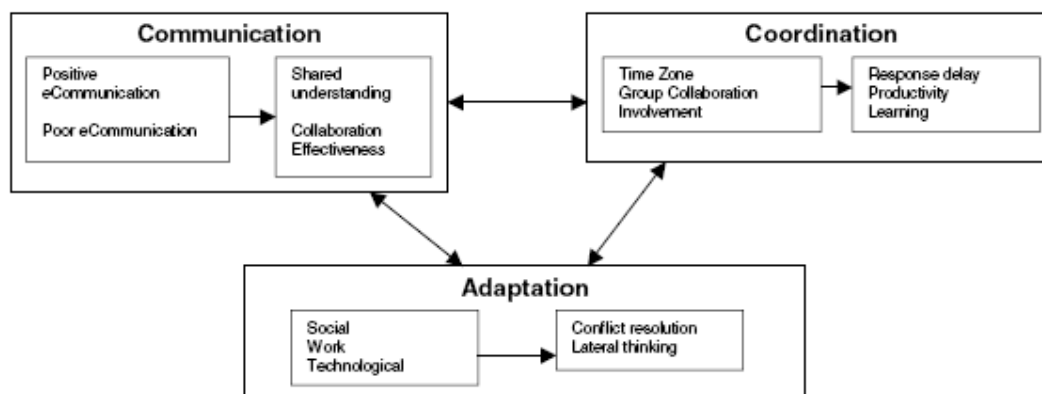 Communication
Positive
eCommunication
Poor eCommunication
Shared
understanding
Collaboration
Effectiveness
Coordination
Time Zone
Group Collaboration
Involvement
Response delay
Productivity
Learning
Adaptation
Social
Work
Technological
Conflict resolution
Lateral thinking